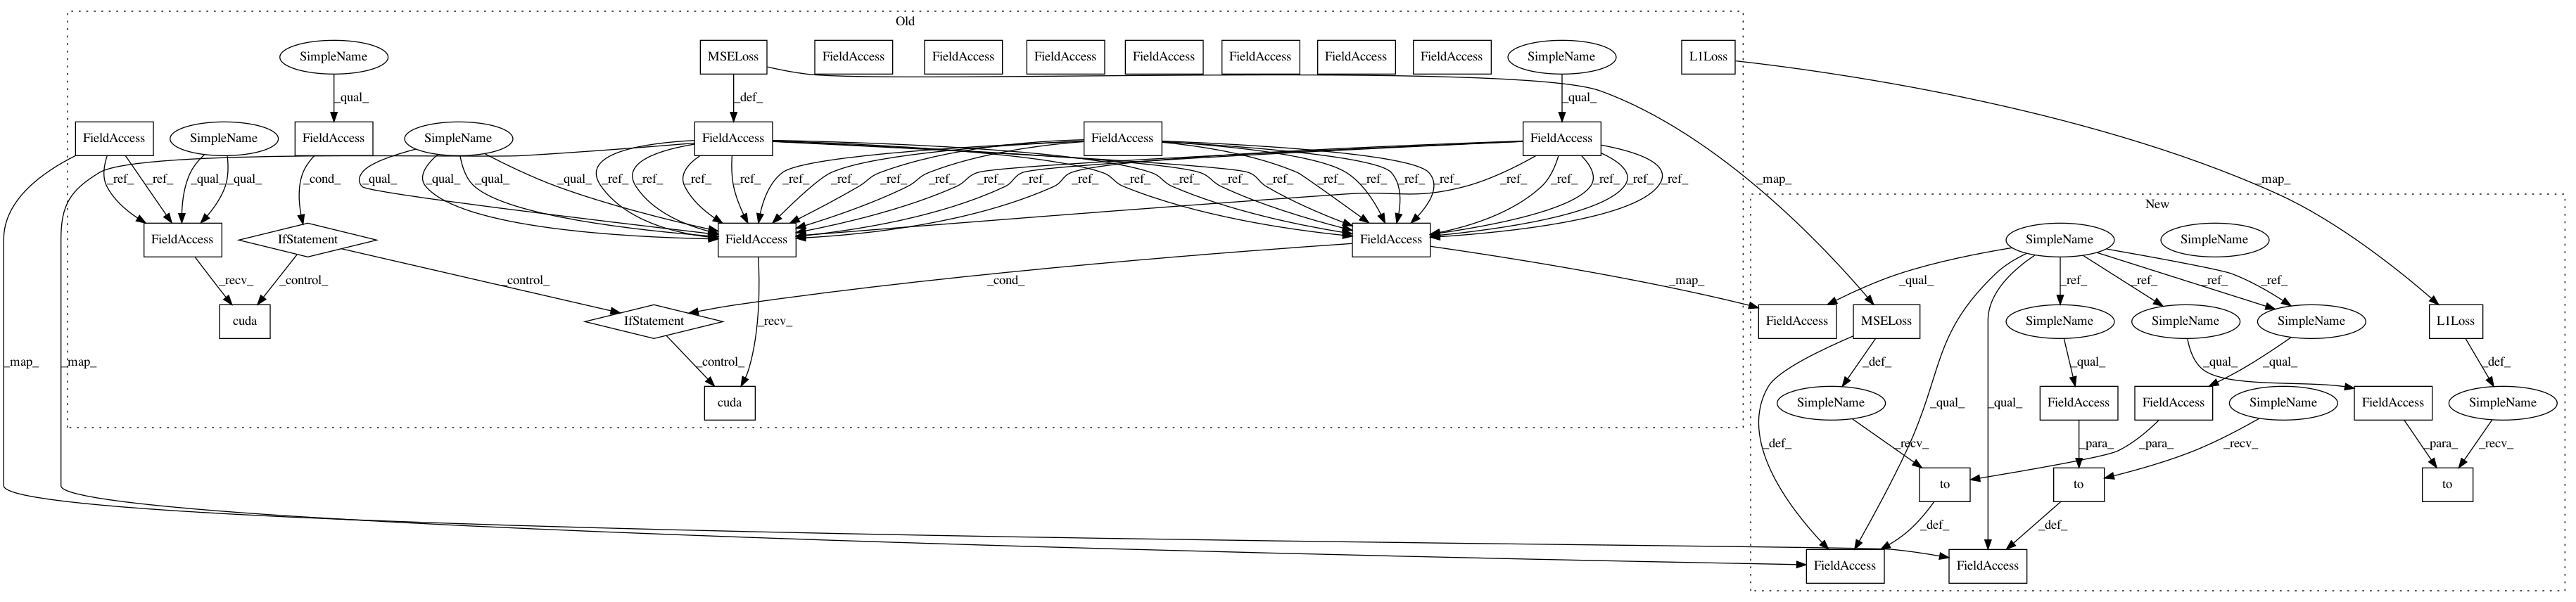 Old
SimpleName MSELoss FieldAccess FieldAccess FieldAccess FieldAccess FieldAccess FieldAccess FieldAccess SimpleName L1Loss
_qual_ _def_ _qual_
FieldAccess SimpleName FieldAccess SimpleName FieldAccess FieldAccess FieldAccess
_ref_ _ref_ _qual_ _qual_ _cond_ _qual_ _qual_ _qual_ _qual_ _ref_ _ref_ _ref_ _ref_ _ref_ _ref_ _ref_ _ref_ _ref_ _ref_ _ref_ _ref_ _ref_ _ref_ _ref_ _ref_ _ref_ _ref_ _ref_ _ref_ _ref_ _ref_ _ref_ _ref_ _map_ _map_
New
FieldAccess IfStatement FieldAccess FieldAccess SimpleName SimpleName
_recv_ _control_ _control_ _cond_ _map_ _qual_ _ref_ _ref_ _ref_ _ref_
cuda IfStatement _recv_ FieldAccess MSELoss SimpleName SimpleName SimpleName L1Loss
_map_ _map_ _control_ _def_ _qual_ _qual_ _qual_ _def_
cuda SimpleName _qual_ _qual_ FieldAccess FieldAccess SimpleName FieldAccess SimpleName
_def_ _recv_ _para_ _para_ _recv_ _para_ _recv_
to to to
_def_ _def_
FieldAccess FieldAccess